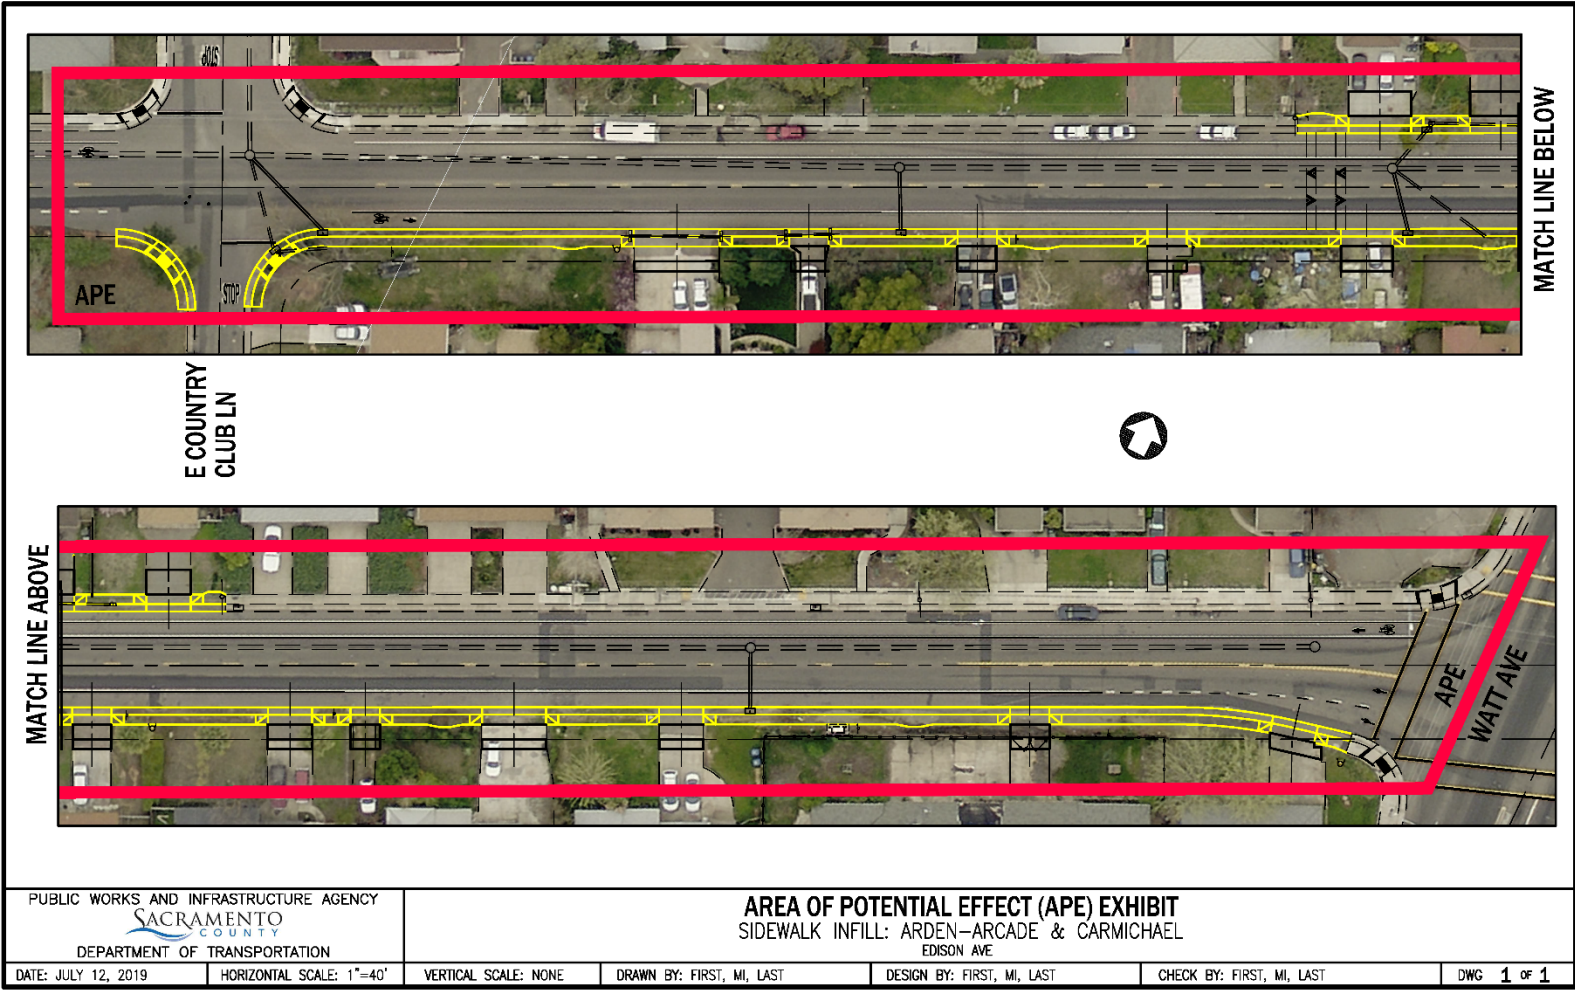 STOP
MATCH LINE BELOW
APE
STOP
E COUNTRY
CLUB LN
MATCH LINE ABOVE
APE
WATT AVE
PUBLIC WORKS AND INFRASTRUCTURE AGENCY
SACRAMENTO
COUNTY
DEPARTMENT OF TRANSPORTATION
AREA OF POTENTIAL EFFECT (APE) EXHIBIT
SIDEWALK INFILL: ARDEN-ARCADE & CARMICHAEL
EDISON AVE
DATE: JULY 12, 2019
HORIZONTAL SCALE: 1"=40'
VERTICAL SCALE: NONE
DRAWN BY: FIRST, MI, LAST
DESIGN BY: FIRST, MI, LAST
CHECK BY: FIRST, MI, LAST
DWG 1 OF 1